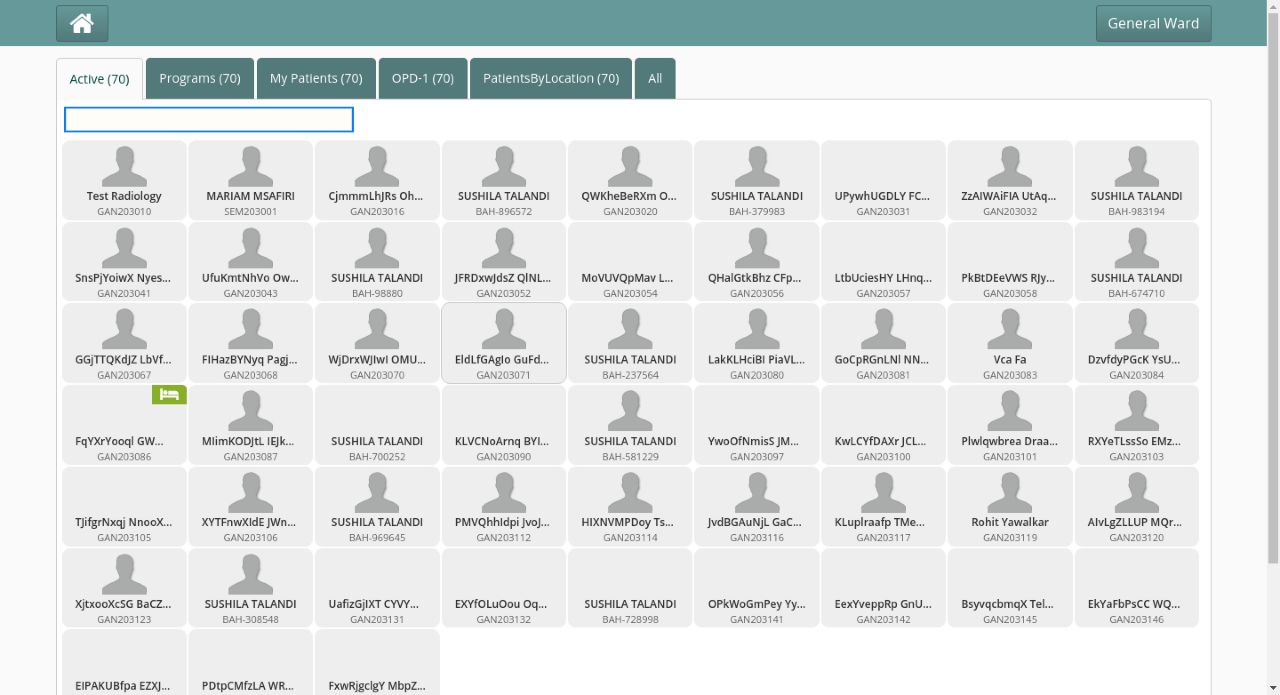 General Ward
Active (70) Programs (70) My Patients (70) OPD-1 (70) PatientsByLocation (70) All
Test Radiology MARIAM MSAFIRI CjmmmLhJRs Oh... SUSHILA TALANDI QWKheBeRXm O... SUSHILA TALANDI UPywhUGDLY FC... ZzAIWAiFIA UtAq... SUSHILA TALANDI
GAN203010 SEM203001 GAN203016 BAH-896572 GAN203020 BAH-379983 GAN203031 GAN203032 BAH-983194
SnsPjYoiwX Nyes... UfuKmtNhVo Ow... SUSHILA TALANDI JFRDxwJdsZ QlNL... MoVUVQpMav L... QHalGtkBhz CFp... LtbUciesHY LHnq... PkBtDEeVWS RJy... SUSHILA TALANDI
GAN203041 GAN203043 BAH-98880 GAN203052 GAN203054 GAN203056 GAN203057 GAN203058 BAH-674710
GGjTTQKdJZ LbVf... FIHazBYNyq Pagj... WjDrxWJIwI OMU... EldLfGAgIo GuFd... SUSHILA TALANDI LakKLHciBI PiaVL... GoCpRGnLNl NN... Vca Fa DzvfdyPGcK YsU...
GAN203067 GAN203068 GAN203070 GAN203071 BAH-237564 GAN203080 GAN203081 GAN203083 GAN203084
FqYXrYooql GW... MIimKODJtL IEJk... SUSHILA TALANDI KLVCNoArnq BYI... SUSHILA TALANDI YwoOfNmisS JM... KwLCYfDAXr JCL... Plwlqwbrea Draa... RXYeTLssSo EMz...
GAN203086 GAN203087 BAH-700252 GAN203090 BAH-581229 GAN203097 GAN203100 GAN203101 GAN203103
TJifgrNxqj NnooX... XYTFnwXIdE JWn... SUSHILA TALANDI PMVQhhIdpi JvoJ... HIXNVMPDoy Ts... JvdBGAuNjL GaC... KLuplraafp TMe... Rohit Yawalkar AIvLgZLLUP MQr...
GAN203105 GAN203106 BAH-969645 GAN203112 GAN203114 GAN203116 GAN203117 GAN203119 GAN203120
XjtxooXcSG BaCZ... SUSHILA TALANDI UafizGjIXT CYVY... EXYfOLuOou Oq... SUSHILA TALANDI OPkWoGmPey Yy... EexYveppRp GnU... BsyvqcbmqX Tel... EkYaFbPsCC WQ...
GAN203123 BAH-308548 GAN203131 GAN203132 BAH-728998 GAN203141 GAN203142 GAN203145 GAN203146
EIPAKUBfpa EZXJ... PDtpCMfzLA WR... FxwRjgclgY MbpZ...